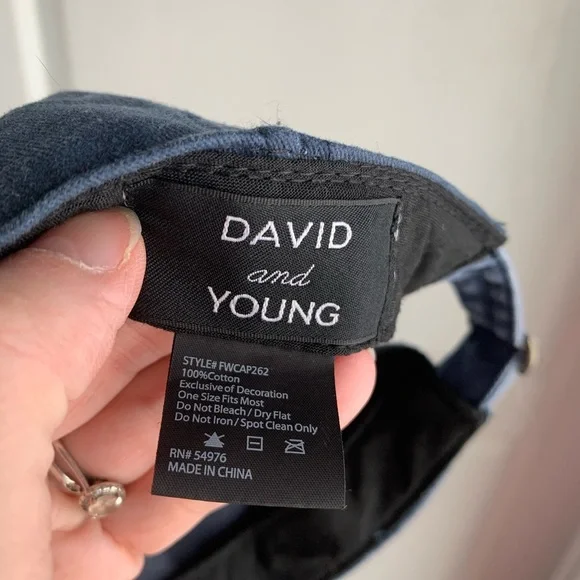 DAVID
and
YOUNG
STYLE# FWCAP262
100%Cotton
Exclusive of Decoration
One Size Fits Most
Do Not Bleach / Dry Flat
Do Not Iron / Spot Clean Only
RN# 54976
MADE IN CHINA